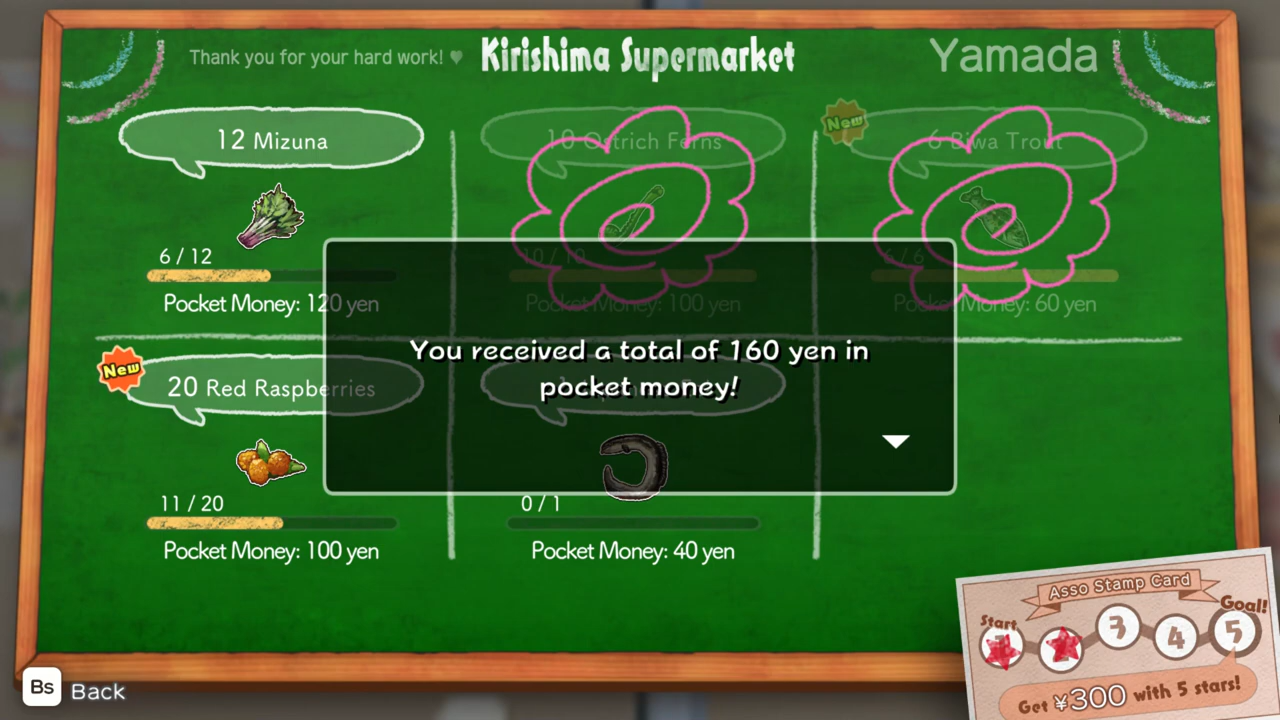 Thank you for your hard work! ♥
Kirishima Supermarket
Yamada
12 Mizuna
6 / 12
Pocket Money: 120 yen
10 Ostrich Ferns
10 / 10
Pocket Money: 100 yen
New
6 Biwa Trout
6 / 6
Pocket Money: 60 yen
New
20 Red Raspberries
11 / 20
Pocket Money: 100 yen
0 / 1
Pocket Money: 40 yen
You received a total of 160 yen in
pocket money!
Asso Stamp Card
Start
Goal!
1 2 3 4 5
Get ¥300 with 5 stars!
Bs Back